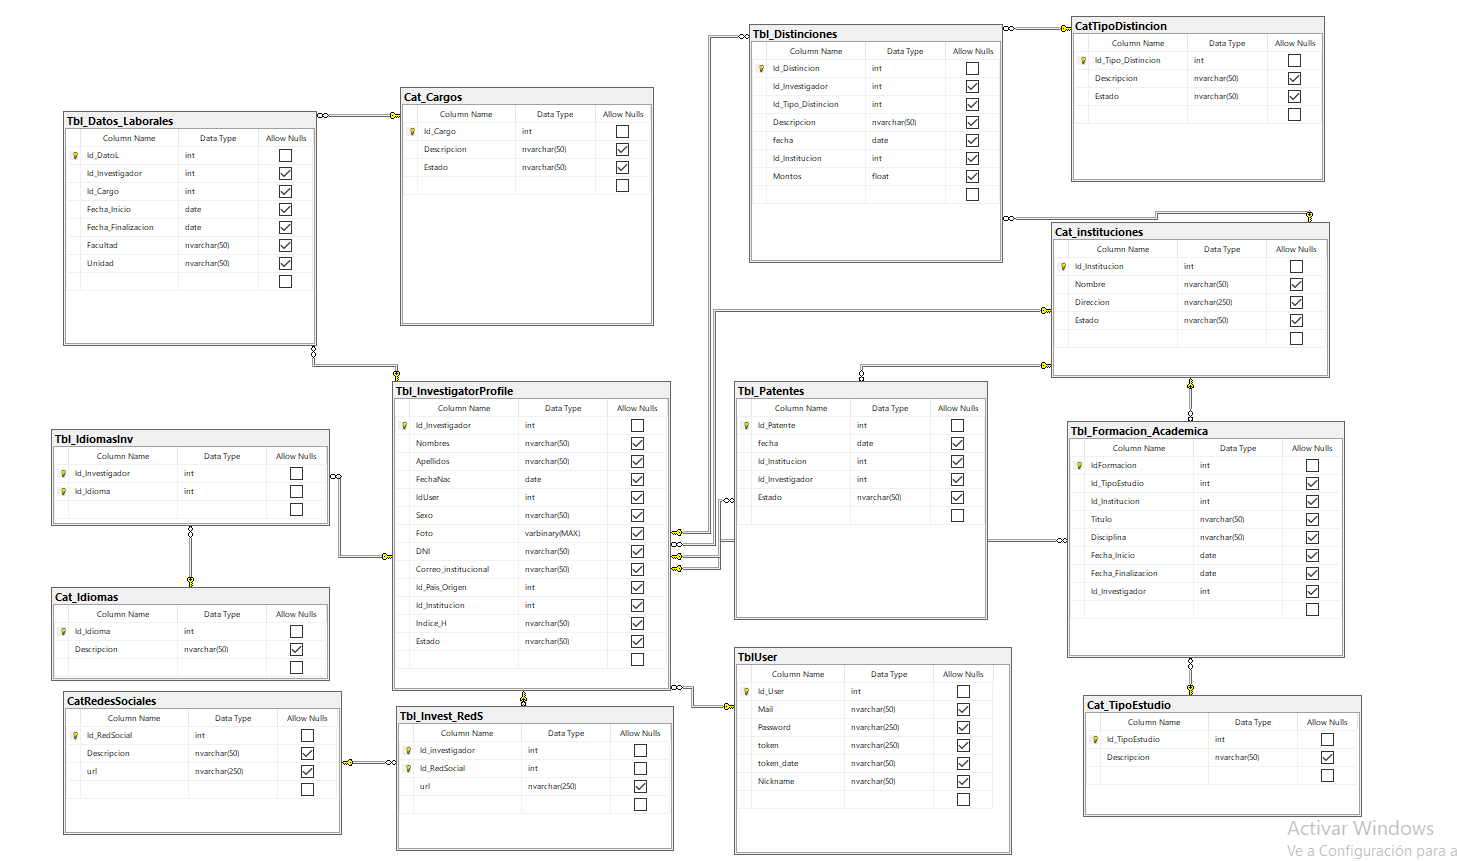 Tbl_Datos_Laborales
Column Name Data Type Allow Nulls
Id_DatoL int
Id_Investigador int
Id_Cargo int
Fecha_Inicio date
Fecha_Finalizacion date
Facultad nvarchar(50)
Unidad nvarchar(50)
Cat_Cargos
Column Name Data Type Allow Nulls
Id_Cargo int
Descripcion nvarchar(50)
Estado nvarchar(50)
Tbl_Distinciones
Column Name Data Type Allow Nulls
Id_Distincion int
Id_Investigador int
Id_Tipo_Distincion int
Descripcion nvarchar(50)
fecha date
Id_Institucion int
Montos float
CatTipoDistincion
Column Name Data Type Allow Nulls
Id_Tipo_Distincion int
Descripcion nvarchar(50)
Estado nvarchar(50)
Cat_instituciones
Column Name Data Type Allow Nulls
Id_Institucion int
Nombre nvarchar(50)
Direccion nvarchar(250)
Estado nvarchar(50)
Tbl_IdiomasInv
Column Name Data Type Allow Nulls
Id_Investigador int
Id_Idioma int
Tbl_InvestigatorProfile
Column Name Data Type Allow Nulls
Id_Investigador int
Nombres nvarchar(50)
Apellidos nvarchar(50)
FechaNac date
IdUser int
Sexo nvarchar(50)
Foto varbinary(MAX)
DNI nvarchar(50)
Correo_institucional nvarchar(50)
Id_Pais_Origen int
Id_Institucion int
Indice_H nvarchar(50)
Estado nvarchar(50)
Tbl_Patentes
Column Name Data Type Allow Nulls
Id_Patente int
fecha date
Id_Institucion int
Id_Investigador int
Estado nvarchar(50)
Tbl_Formacion_Academica
Column Name Data Type Allow Nulls
IdFormacion int
Id_TipoEstudio int
Id_Institucion int
Titulo nvarchar(50)
Disciplina nvarchar(50)
Fecha_Inicio date
Fecha_Finalizacion date
Id_Investigador int
Cat_Idiomas
Column Name Data Type Allow Nulls
Id_Idioma int
Descripcion nvarchar(50)
CatRedesSociales
Column Name Data Type Allow Nulls
Id_RedSocial int
Descripcion nvarchar(50)
url nvarchar(250)
Tbl_Invest_RedS
Column Name Data Type Allow Nulls
Id_investigador int
Id_RedSocial int
url nvarchar(250)
TblUser
Column Name Data Type Allow Nulls
Id_User int
Mail nvarchar(50)
Password nvarchar(250)
token nvarchar(250)
token_date nvarchar(50)
Nickname nvarchar(50)
Cat_TipoEstudio
Column Name Data Type Allow Nulls
Id_TipoEstudio int
Descripcion nvarchar(50)
Activar Windows
Ve a Configuración para a